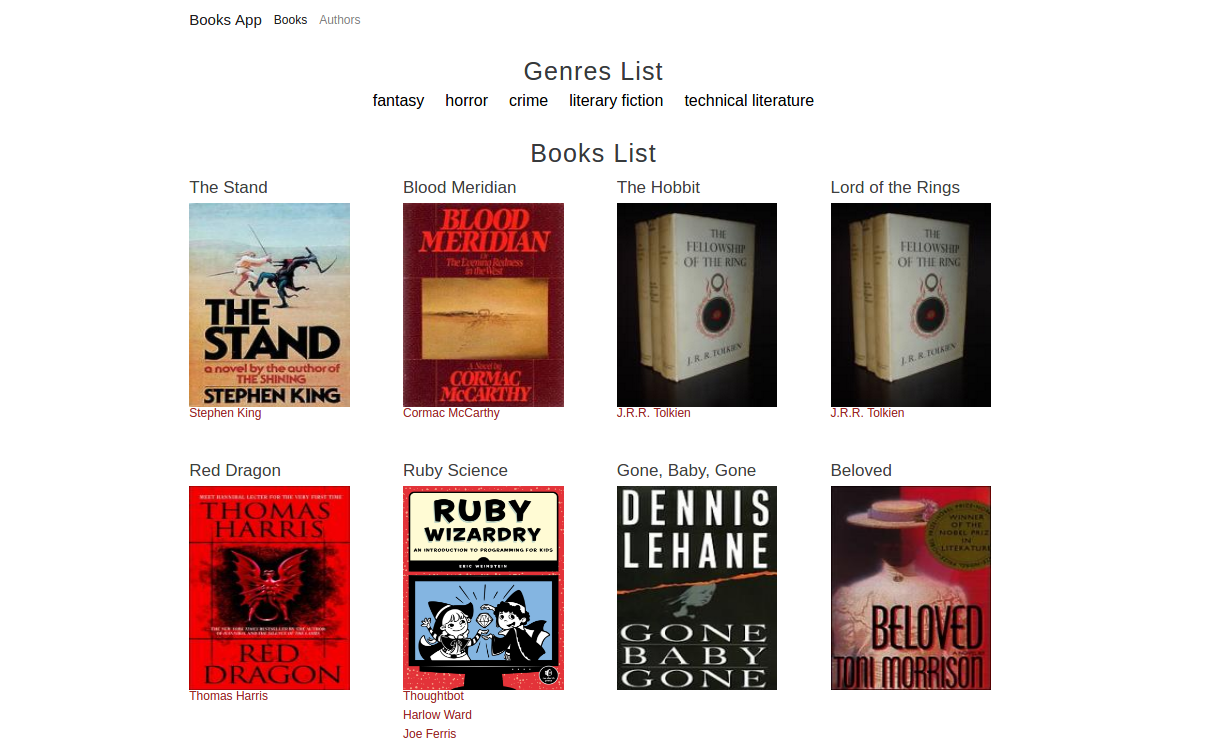 Books App Books Authors
Genres List
fantasy horror crime literary fiction technical literature
Books List
The Stand Blood Meridian The Hobbit Lord of the Rings
THE
STAND
a novel by the author of
THE SHINING
STEPHEN KING
BLOOD
MERIDIAN
Or
The Evening Redness
in the West
A Novel by
CORMAC
McCARTHY
THE
FELLOWSHIP
OF THE RING
J. R. R. TOLKIEN
THE
FELLOWSHIP
OF THE RING
J. R. R. TOLKIEN
Stephen King Cormac McCarthy J.R.R. Tolkien J.R.R. Tolkien
Red Dragon Ruby Science Gone, Baby, Gone Beloved
MEET HANNIBAL LECTER FOR THE VERY FIRST TIME
THOMAS
HARRIS
RED
DRAGON
RUBY
WIZARDRY
AN INTRODUCTION TO PROGRAMMING FOR KIDS
ERIC WEINSTEIN
DENNIS
LEHANE
GONE
BABY
GONE
WINNER
OF THE
NOBEL PRIZ
IN
LITERATURE
BELOVED
A NOVEL BY
TONI MORRISON
Thomas Harris Thoughtbot
Harlow Ward
Joe Ferris